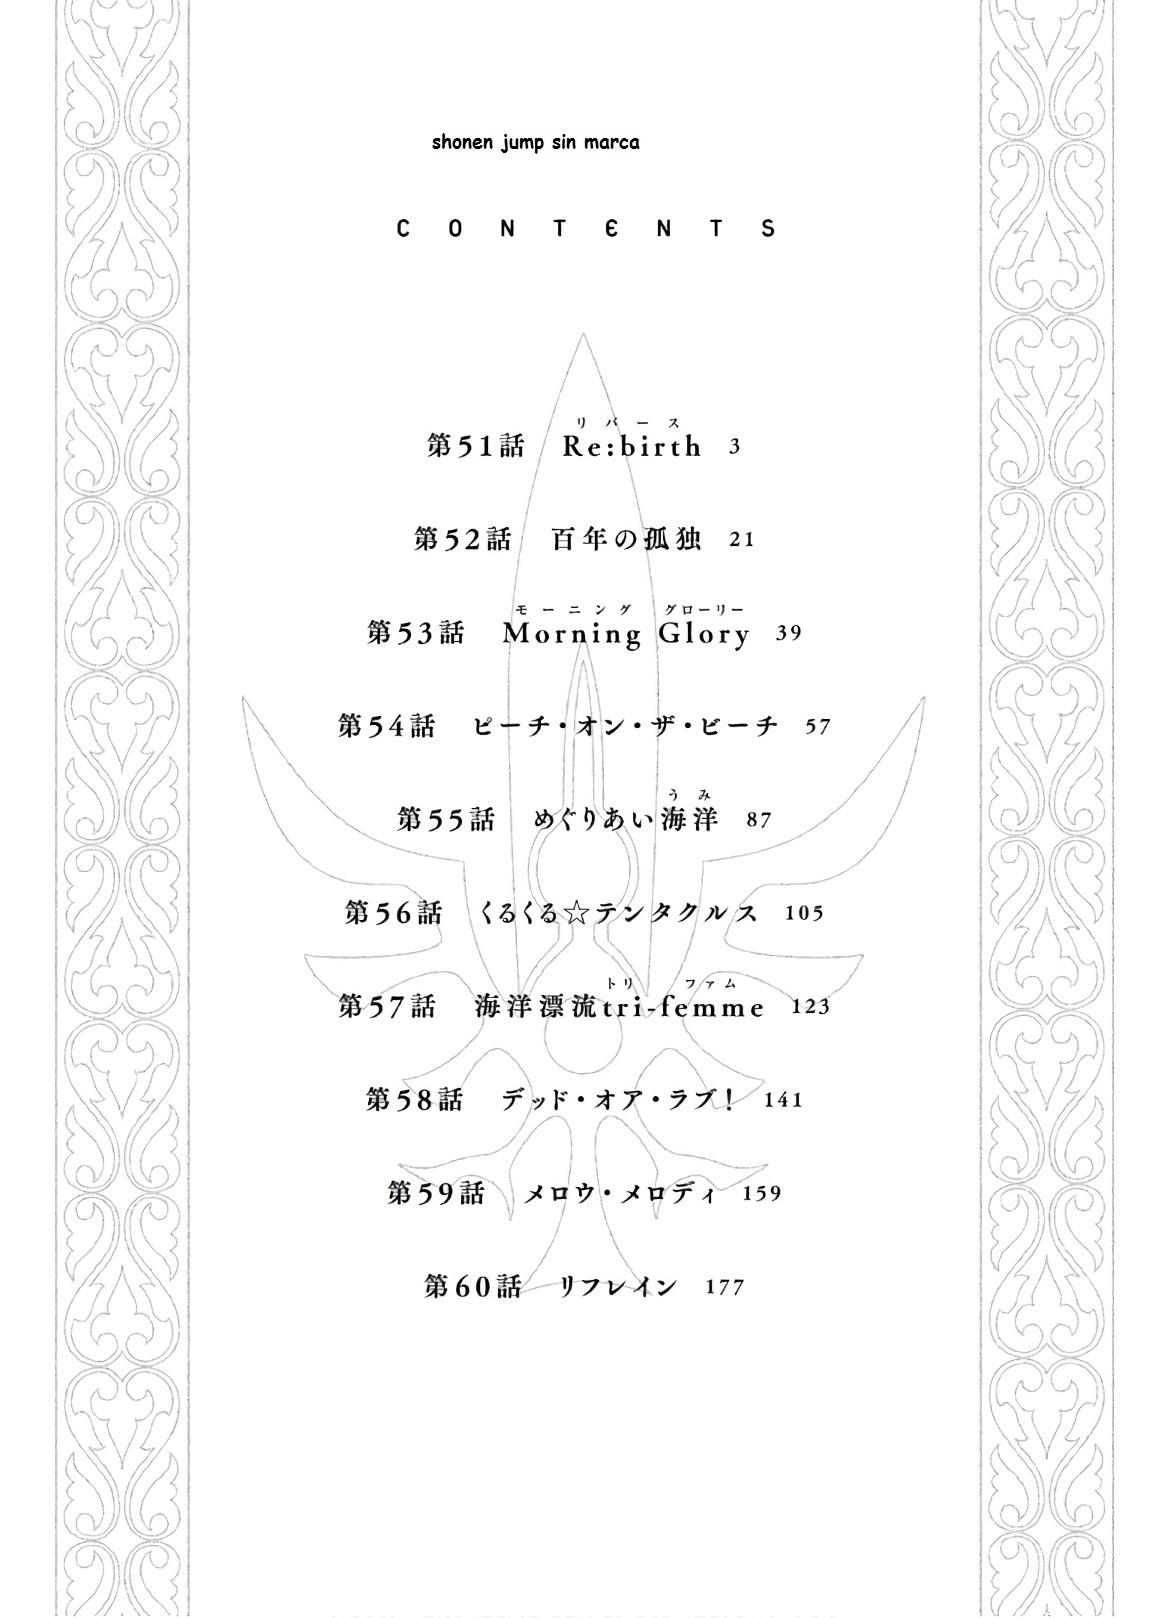 shonen jump sin marca
CONTENTS
リバース
第51話 Re:birth 3
第52話 百年の孤独 21
モーニング グローリー
第53話 Morning Glory 39
第54話 ピーチ・オン・ザ・ビーチ 57
うみ
第55話 めぐりあい海洋 87
第56話 くるくる☆テンタクルス 105
トリ ファム
第57話 海洋漂流tri-femme 123
第58話 デッド・オア・ラブ! 141
第59話 メロウ・メロディ 159
第60話 リフレイン 177